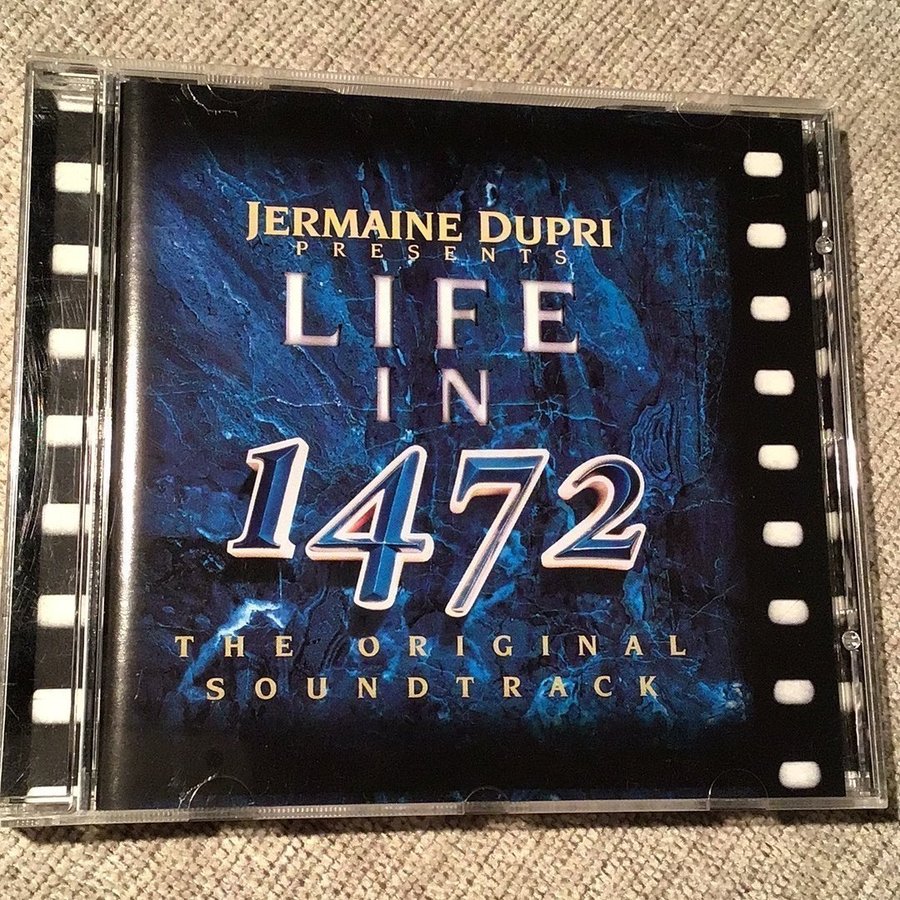 JERMAINE DUPRI
PRESENTS
LIFE
IN
1472
THE ORIGINAL
SOUNDTRACK